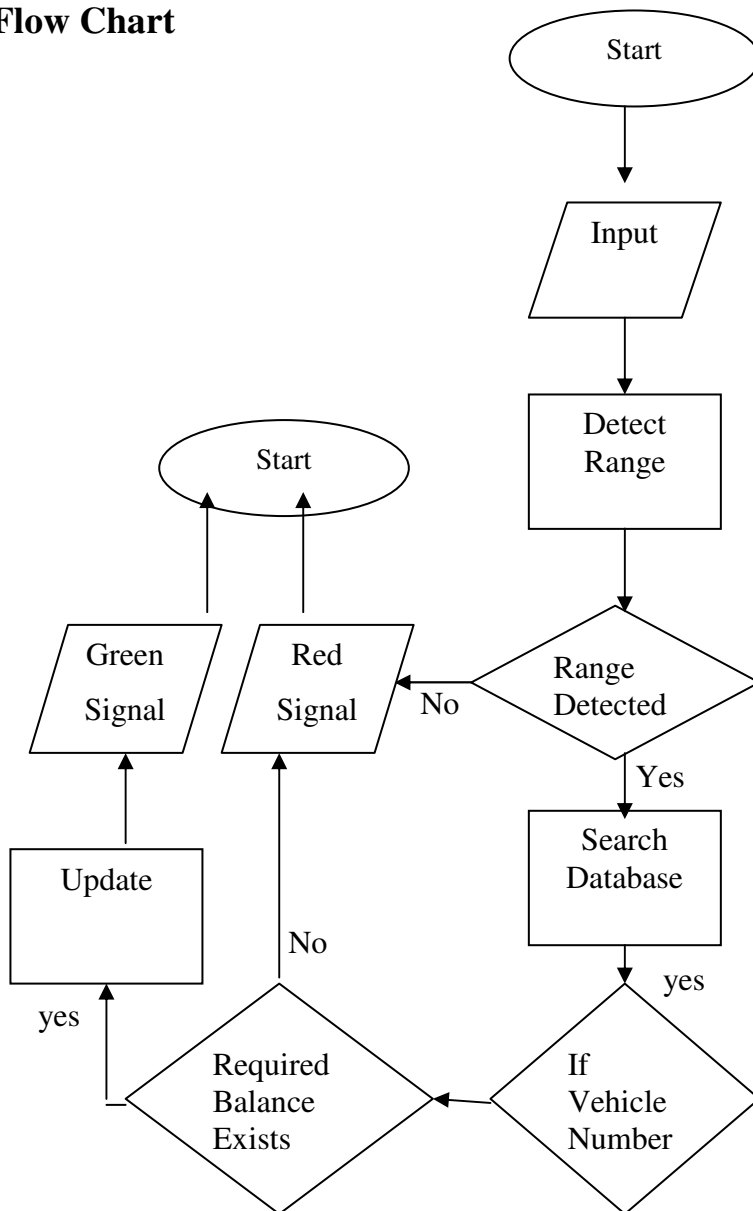 Flow Chart
Start
Input
Detect
Range
Start
Green
Signal
Red
Signal
No
Range
Detected
Yes
Search
Database
Update
No
yes
yes
Required
Balance
Exists
If
Vehicle
Number